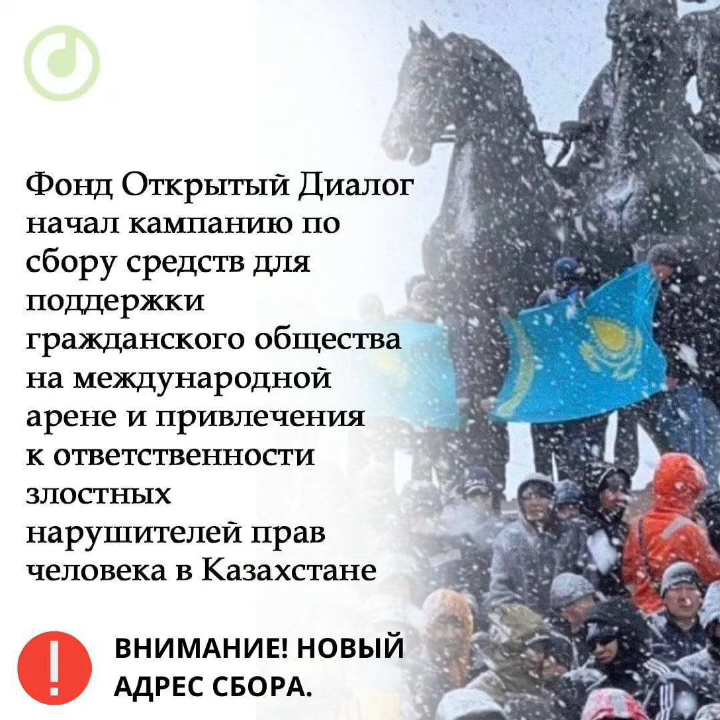 Фонд Открытый Диалог
начал кампанию по
сбору средств для
поддержки
гражданского общества
на международной
арене и привлечения
к ответственности
злостных
нарушителей прав
человека в Казахстане
ВНИМАНИЕ! НОВЫЙ
АДРЕС СБОРА.